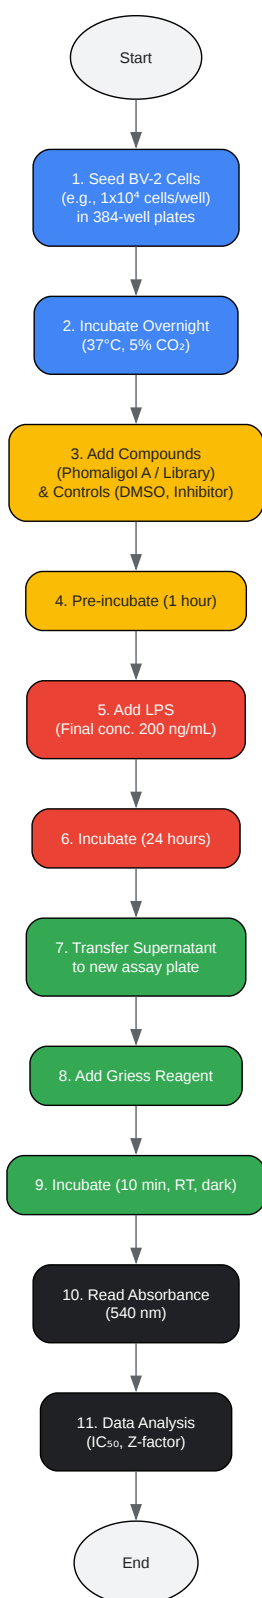 Start
1. Seed BV-2 Cells
(e.g., 1x10⁴ cells/well)
in 384-well plates
2. Incubate Overnight
(37°C, 5% CO₂)
3. Add Compounds
(Phomaligol A / Library)
& Controls (DMSO, Inhibitor)
4. Pre-incubate (1 hour)
5. Add LPS
(Final conc. 200 ng/mL)
6. Incubate (24 hours)
7. Transfer Supernatant
to new assay plate
8. Add Griess Reagent
9. Incubate (10 min, RT, dark)
10. Read Absorbance
(540 nm)
11. Data Analysis
(IC₅₀, Z-factor)
End